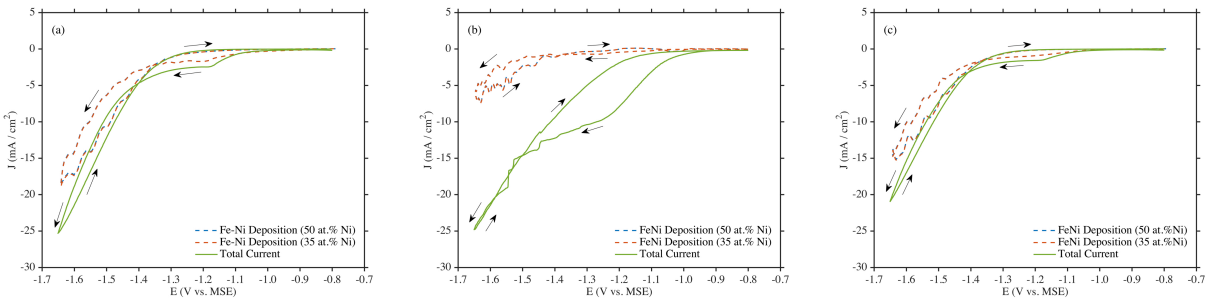 5
0
-5
-10
-15
-20
-25
-30
J (mA / cm²)
(a)
Fe-Ni Deposition (50 at.% Ni)
Fe-Ni Deposition (35 at.% Ni)
Total Current
-1.7 -1.6 -1.5 -1.4 -1.3 -1.2 -1.1 -1.0 -0.9 -0.8 -0.7
E (V vs. MSE)
5
0
-5
-10
-15
-20
-25
-30
J (mA / cm²)
(b)
FeNi Deposition (50 at.% Ni)
FeNi Deposition (35 at.% Ni)
Total Current
-1.7 -1.6 -1.5 -1.4 -1.3 -1.2 -1.1 -1.0 -0.9 -0.8 -0.7
E (V vs. MSE)
5
0
-5
-10
-15
-20
-25
-30
J (mA / cm²)
(c)
FeNi Deposition (50 at.%Ni)
FeNi Deposition (35 at.%Ni)
Total Current
-1.7 -1.6 -1.5 -1.4 -1.3 -1.2 -1.1 -1.0 -0.9 -0.8 -0.7
E (V vs. MSE)